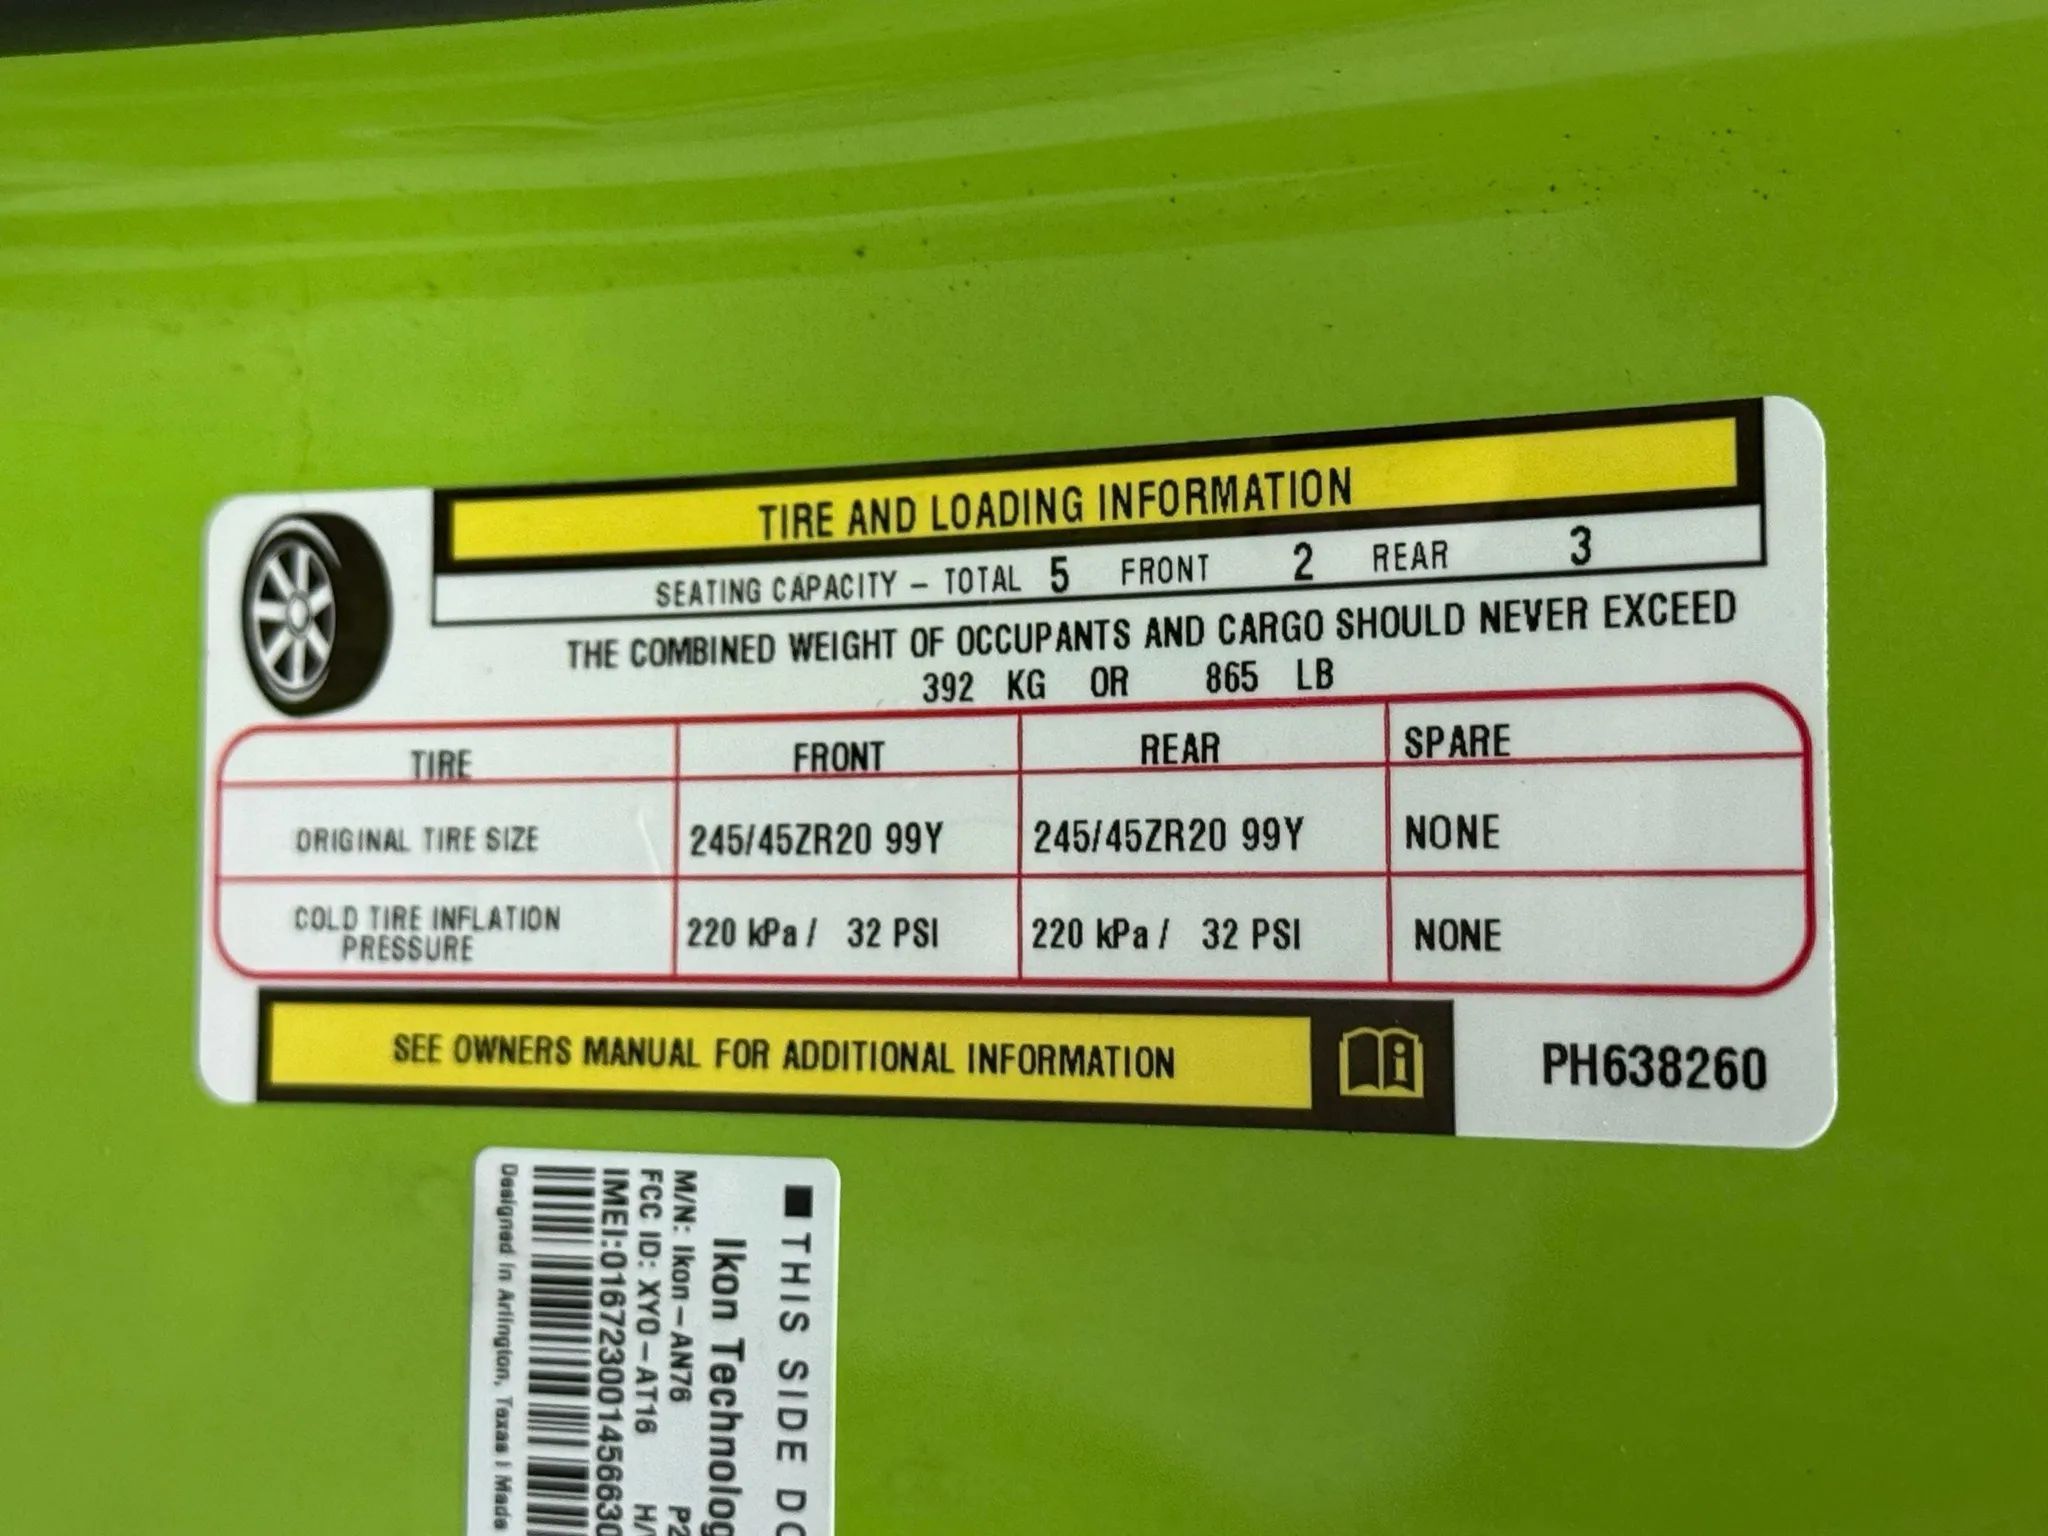 TIRE AND LOADING INFORMATION
SEATING CAPACITY – TOTAL 5 FRONT 2 REAR 3
THE COMBINED WEIGHT OF OCCUPANTS AND CARGO SHOULD NEVER EXCEED
392 KG OR 865 LB
TIRE FRONT REAR SPARE
ORIGINAL TIRE SIZE 245/45ZR20 99Y 245/45ZR20 99Y NONE
COLD TIRE INFLATION PRESSURE 220 kPa / 32 PSI 220 kPa / 32 PSI NONE
SEE OWNERS MANUAL FOR ADDITIONAL INFORMATION
PH638260
THIS SIDE DO
Ikon Technolog
M/N: Ikon-AN76 P2
FCC ID: XY0-AT16 H/
IMEI:01672300145663
Designed in Arlington, Texas | Made